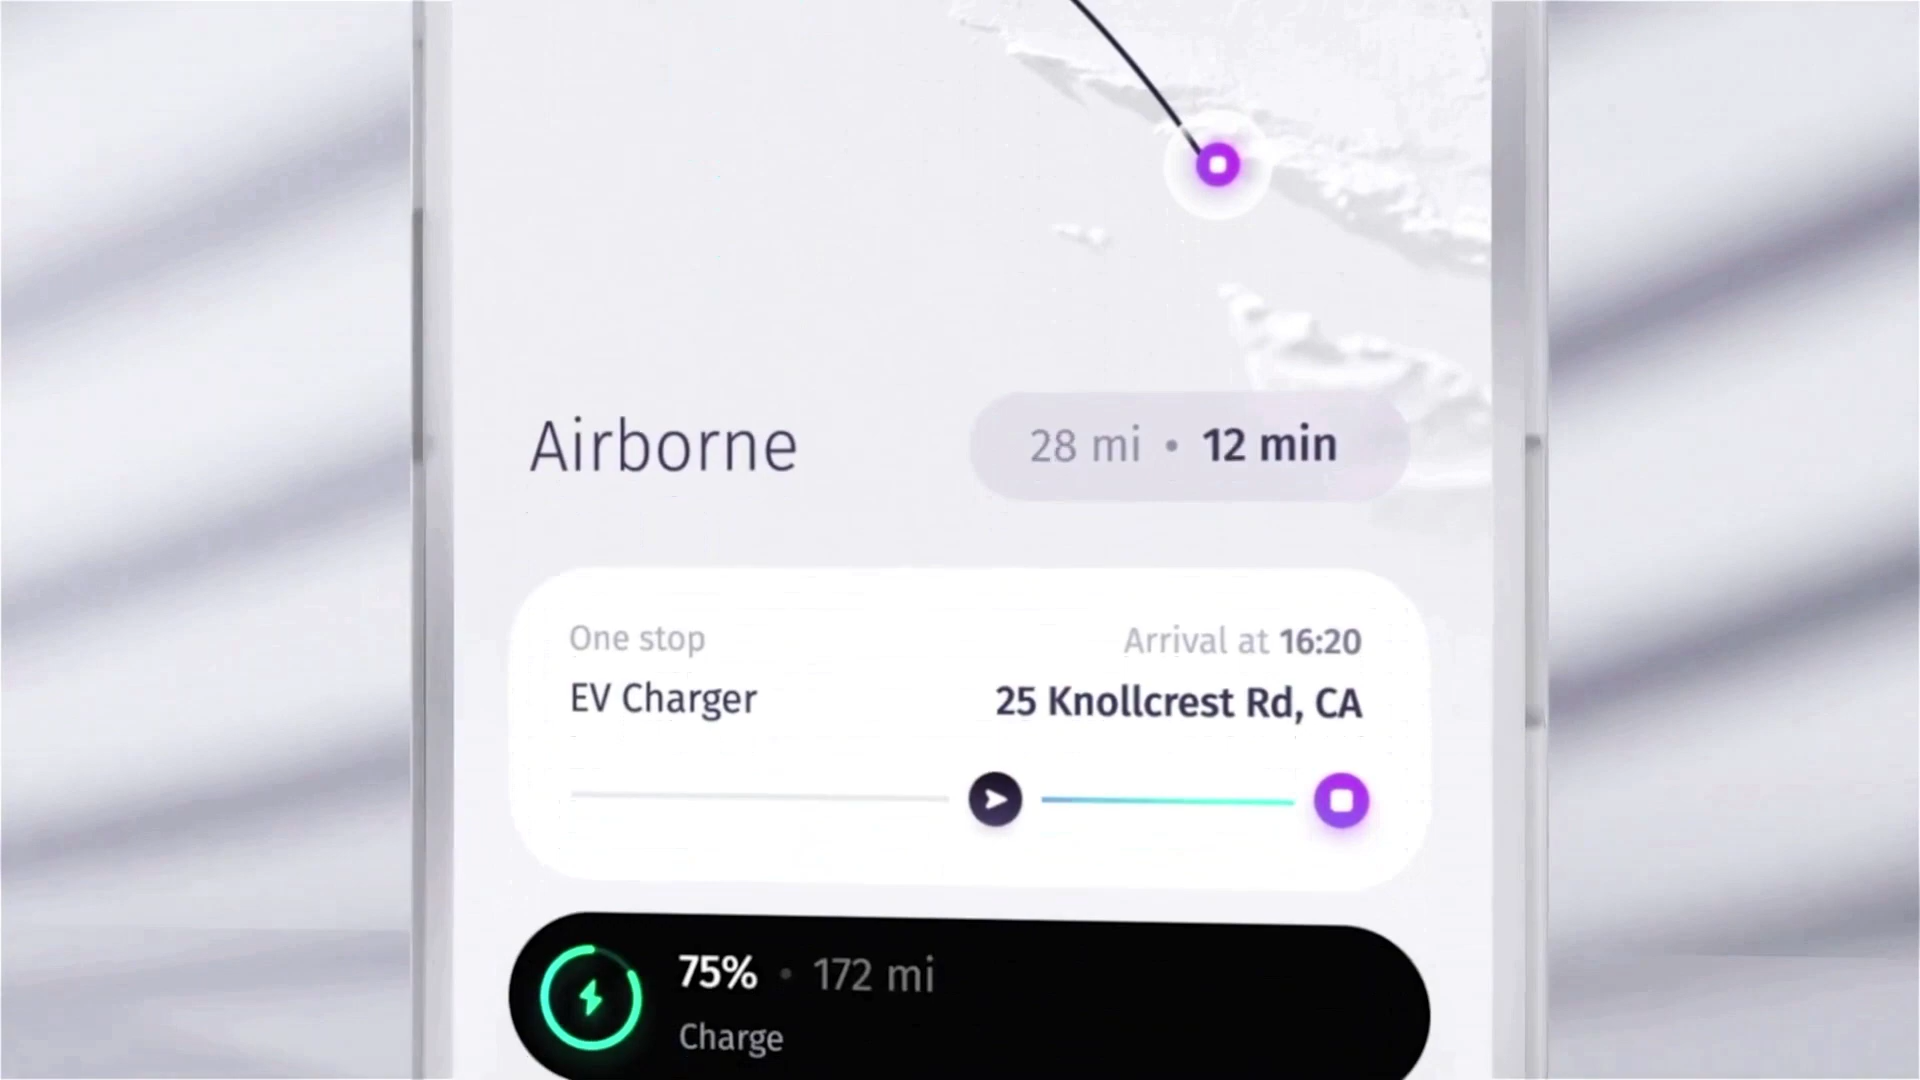 Airborne
28 mi • 12 min
One stop
Arrival at 16:20
EV Charger
25 Knollcrest Rd, CA
75% • 172 mi
Charge